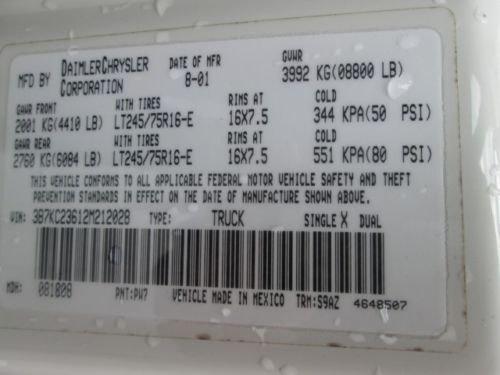 MFD BY DAIMLERCHRYSLER CORPORATION DATE OF MFR 8-01 GVWR 3992 KG(08800 LB)
GAWR FRONT WITH TIRES RIMS AT COLD
2001 KG(4410 LB) LT245/75R16-E 16X7.5 344 KPA(50 PSI)
GAWR REAR WITH TIRES RIMS AT COLD
2760 KG(6084 LB) LT245/75R16-E 16X7.5 551 KPA(80 PSI)
THIS VEHICLE CONFORMS TO ALL APPLICABLE FEDERAL MOTOR VEHICLE SAFETY AND THEFT
PREVENTION STANDARDS IN EFFECT ON THE DATE OF MANUFACTURE SHOWN ABOVE.
VIN: 3B7KC23612M212028 TYPE: TRUCK SINGLE X DUAL
MDH: 081808 PNT:PW7 VEHICLE MADE IN MEXICO TRM:S9AZ 4648507